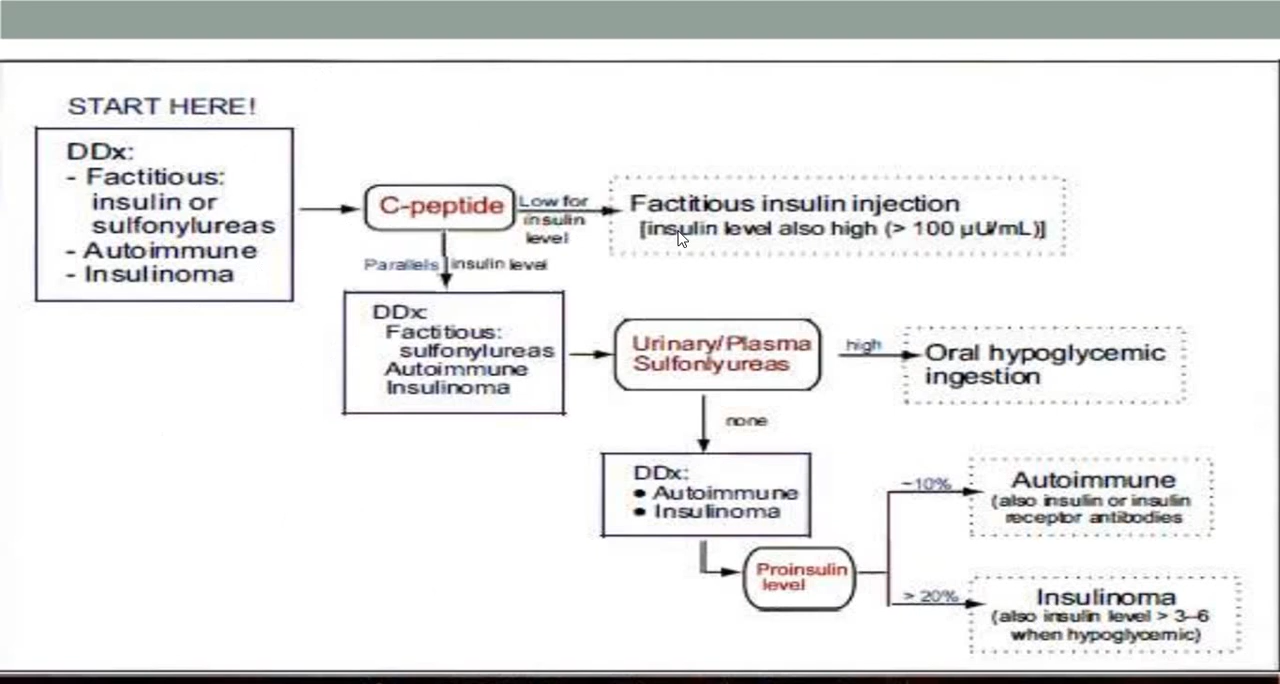 START HERE!
DDx:
- Factitious:
insulin or
sulfonylureas
- Autoimmune
- Insulinoma
C-peptide
Low for
insulin
level
Factitious insulin injection
[insulin level also high (> 100 µU/mL)]
Parallels insulin level
DDx:
Factitious:
sulfonylureas
Autoimmune
Insulinoma
Urinary/Plasma
Sulfonlyureas
high
Oral hypoglycemic
ingestion
none
DDx:
• Autoimmune
• Insulinoma
Proinsulin
level
~10%
Autoimmune
(also insulin or insulin
receptor antibodies
> 20%
Insulinoma
(also insulin level > 3–6
when hypoglycemic)